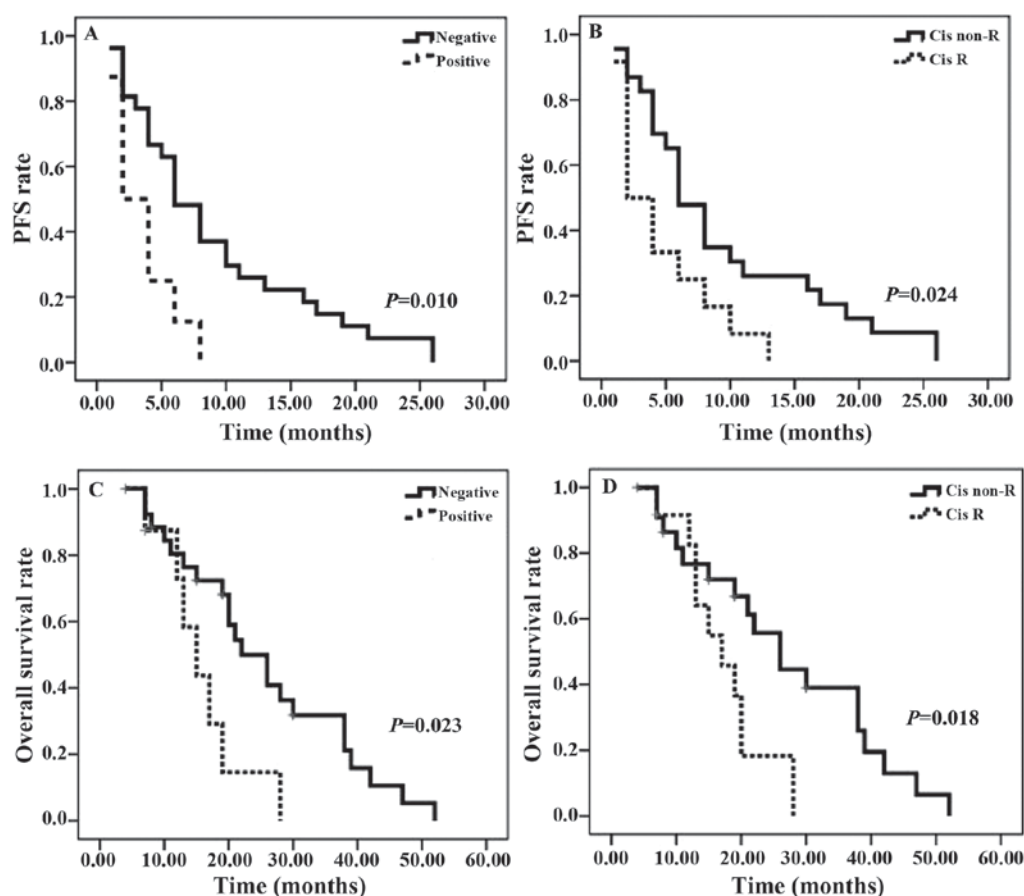 A
Negative
Positive
PFS rate
1.0
0.8
0.6
0.4
0.2
0.0
P=0.010
0.00 5.00 10.00 15.00 20.00 25.00 30.00
Time (months)
B
Cis non-R
Cis R
PFS rate
1.0
0.8
0.6
0.4
0.2
0.0
P=0.024
0.00 5.00 10.00 15.00 20.00 25.00 30.00
Time (months)
C
Negative
Positive
Overall survival rate
1.0
0.8
0.6
0.4
0.2
0.0
P=0.023
0.00 10.00 20.00 30.00 40.00 50.00 60.00
Time (months)
D
Cis non-R
Cis R
Overall survival rate
1.0
0.8
0.6
0.4
0.2
0.0
P=0.018
0.00 10.00 20.00 30.00 40.00 50.00 60.00
Time (months)